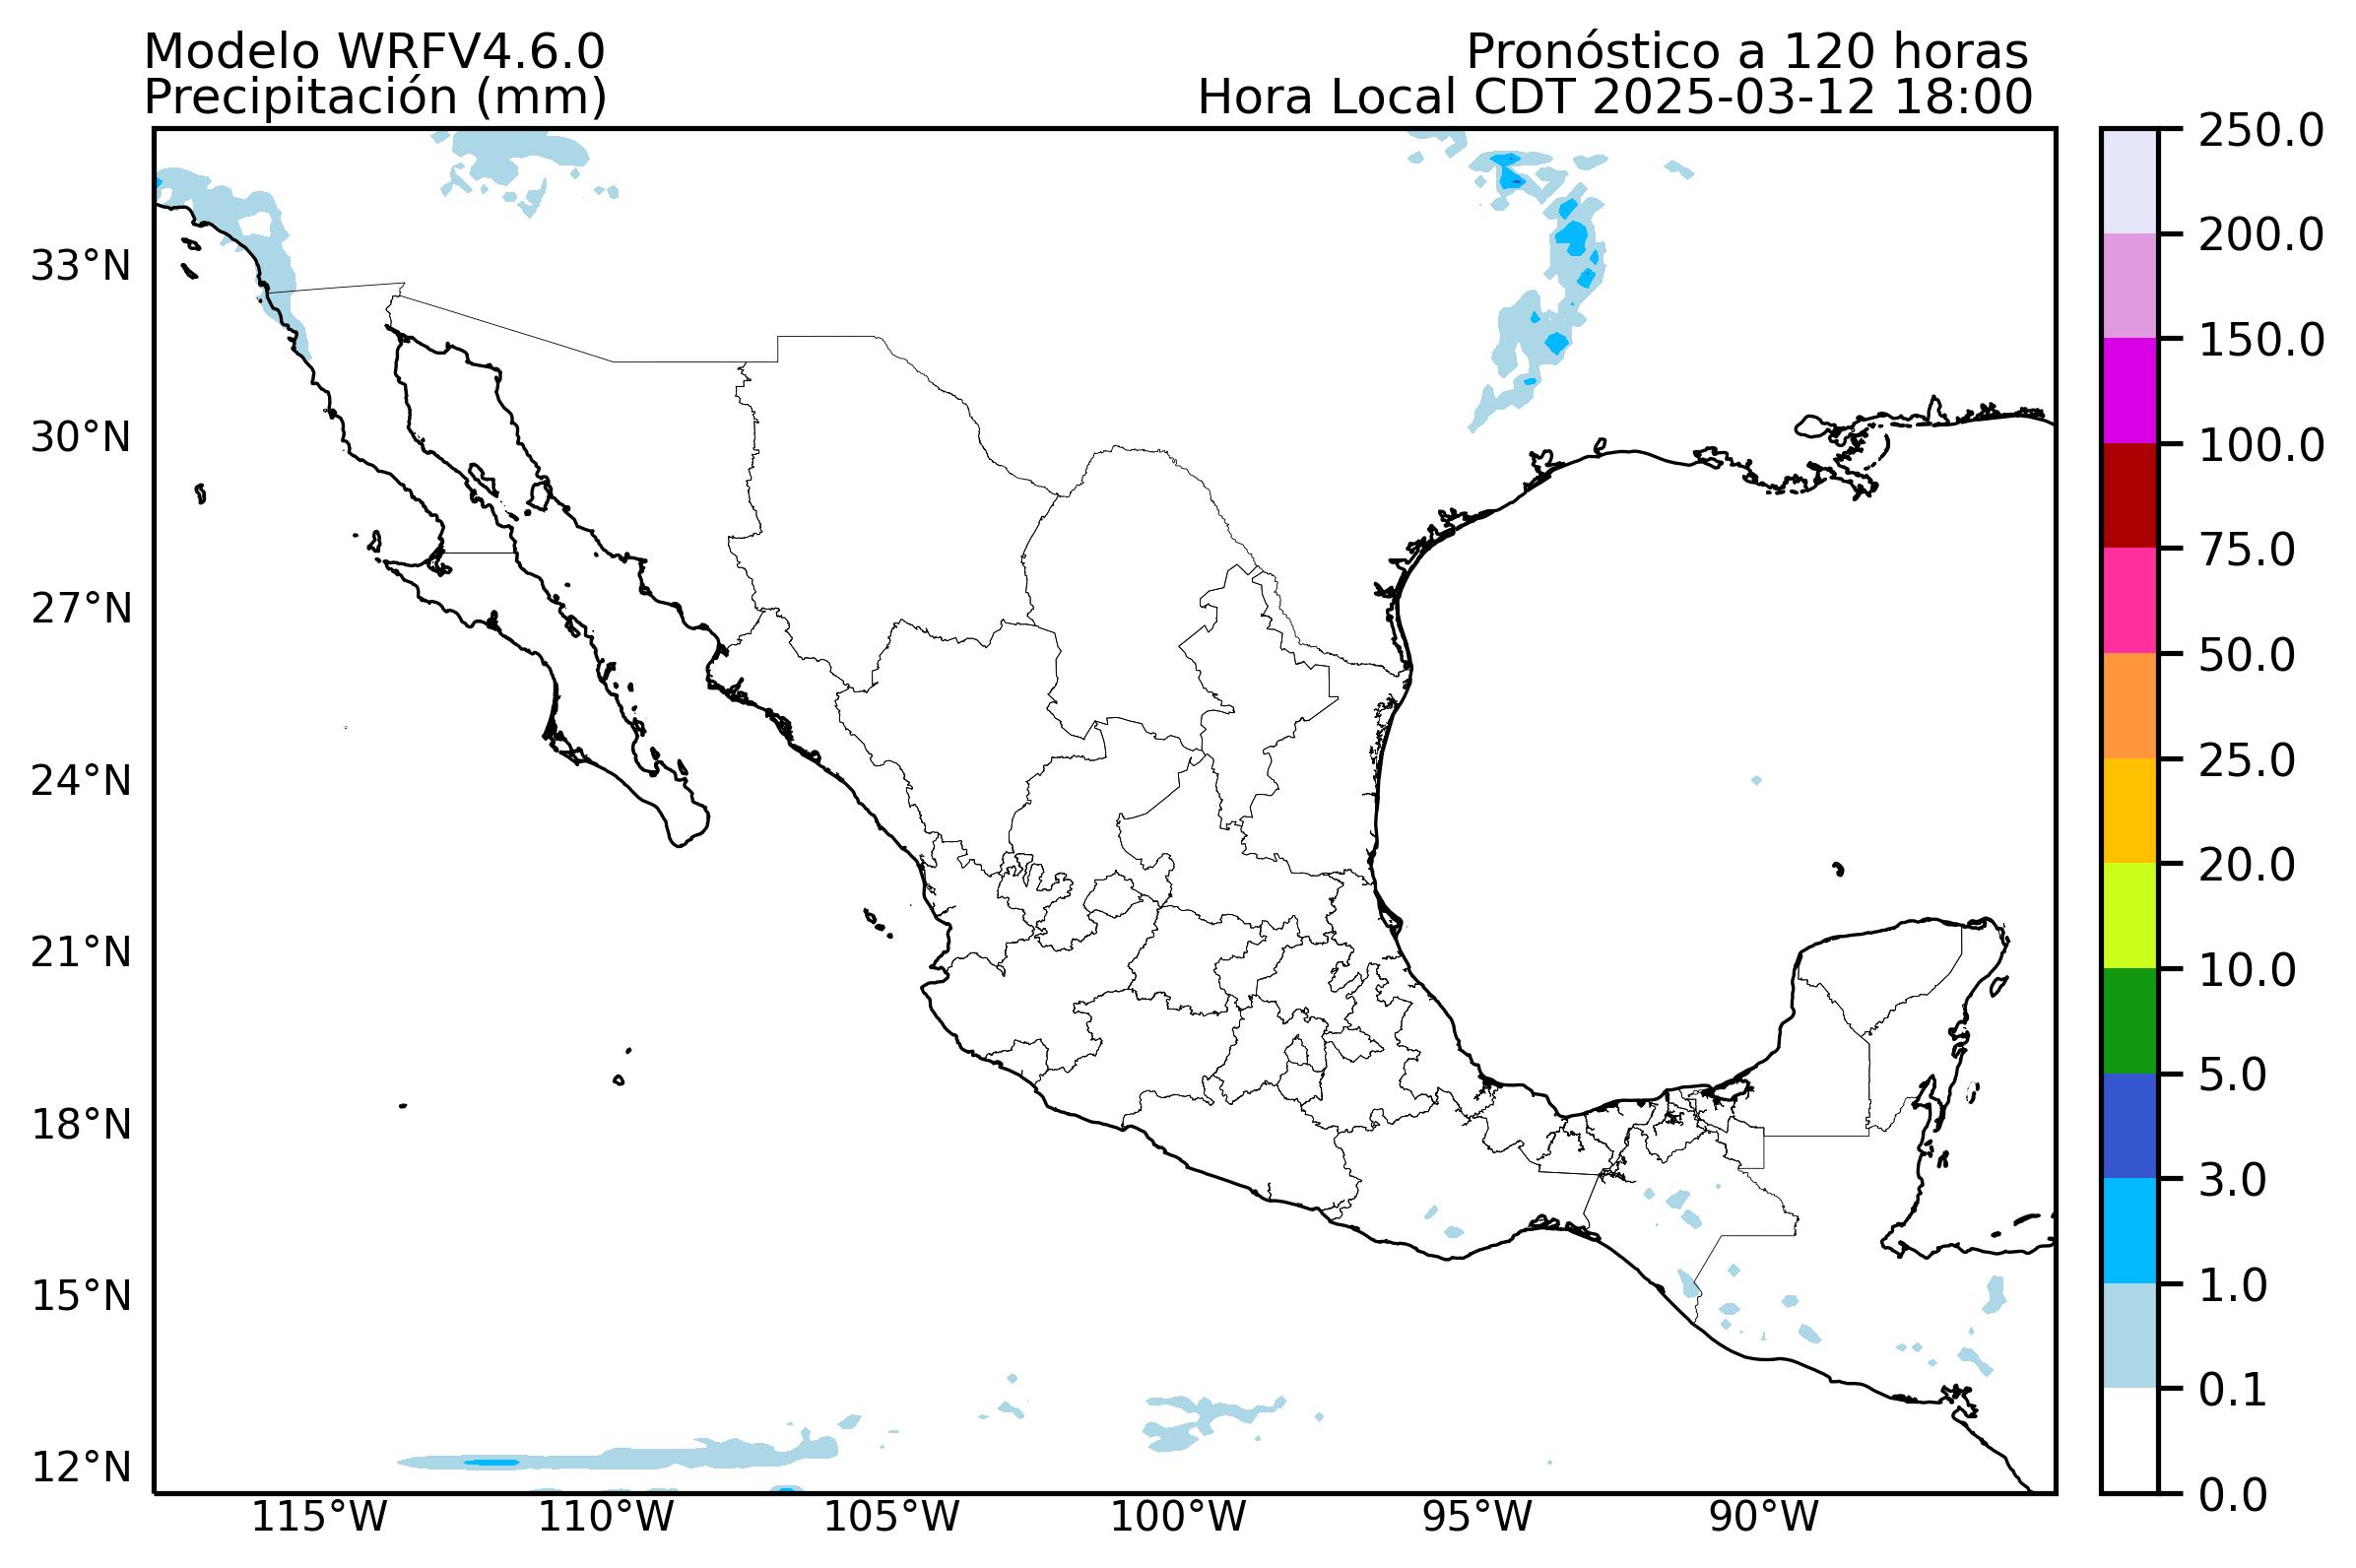 Modelo WRFV4.6.0
Precipitación (mm)
Pronóstico a 120 horas
Hora Local CDT 2025-03-12 18:00
33°N
30°N
27°N
24°N
21°N
18°N
15°N
12°N
115°W
110°W
105°W
100°W
95°W
90°W
250.0
200.0
150.0
100.0
75.0
50.0
25.0
20.0
10.0
5.0
3.0
1.0
0.1
0.0